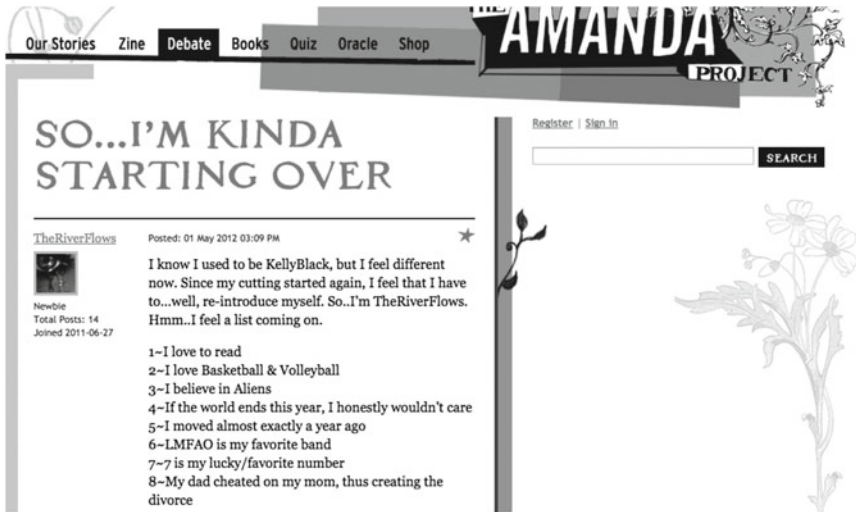 THE
AMANDA
PROJECT
Our Stories Zine Debate Books Quiz Oracle Shop
Register | Sign in
SEARCH
SO...I'M KINDA
STARTING OVER
TheRiverFlows
Newbie
Total Posts: 14
Joined 2011-06-27
Posted: 01 May 2012 03:09 PM
I know I used to be KellyBlack, but I feel different
now. Since my cutting started again, I feel that I have
to...well, re-introduce myself. So..I'm TheRiverFlows.
Hmm..I feel a list coming on.
1~I love to read
2~I love Basketball & Volleyball
3~I believe in Aliens
4~If the world ends this year, I honestly wouldn't care
5~I moved almost exactly a year ago
6~LMFAO is my favorite band
7~7 is my lucky/favorite number
8~My dad cheated on my mom, thus creating the
divorce